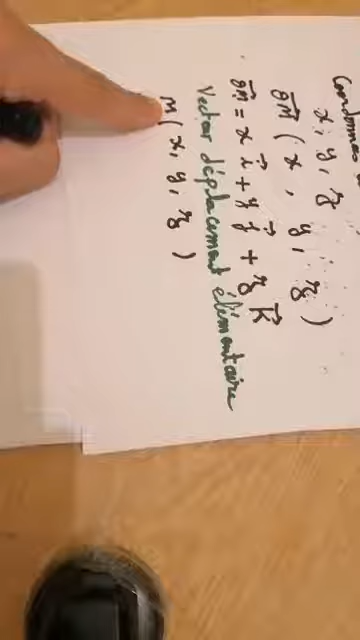 x, y, z
OM⃗ ( x , y , z )
OM⃗ = x i⃗ + y j⃗ + z k⃗
Vecteur déplacement élémentaire
M ( x , y , z )